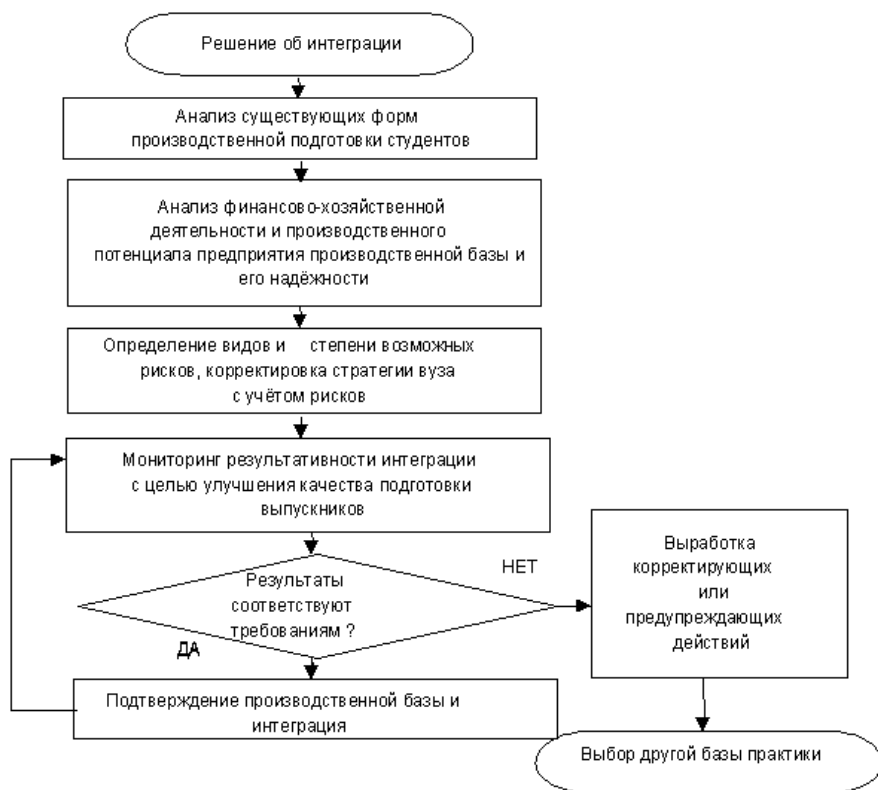 Решение об интеграции
Анализ существующих форм
производственной подготовки студентов
Анализ финансово-хозяйственной
деятельности и производственного
потенциала предприятия производственной базы и
его надёжности
Определение видов и степени возможных
рисков, корректировка стратегии вуза
с учётом рисков
Мониторинг результативности интеграции
с целью улучшения качества подготовки
выпускников
Результаты
соответствуют
требованиям ?
НЕТ
Выработка
корректирующих
или
предупреждающих
действий
ДА
Подтверждение производственной базы и
интеграция
Выбор другой базы практики